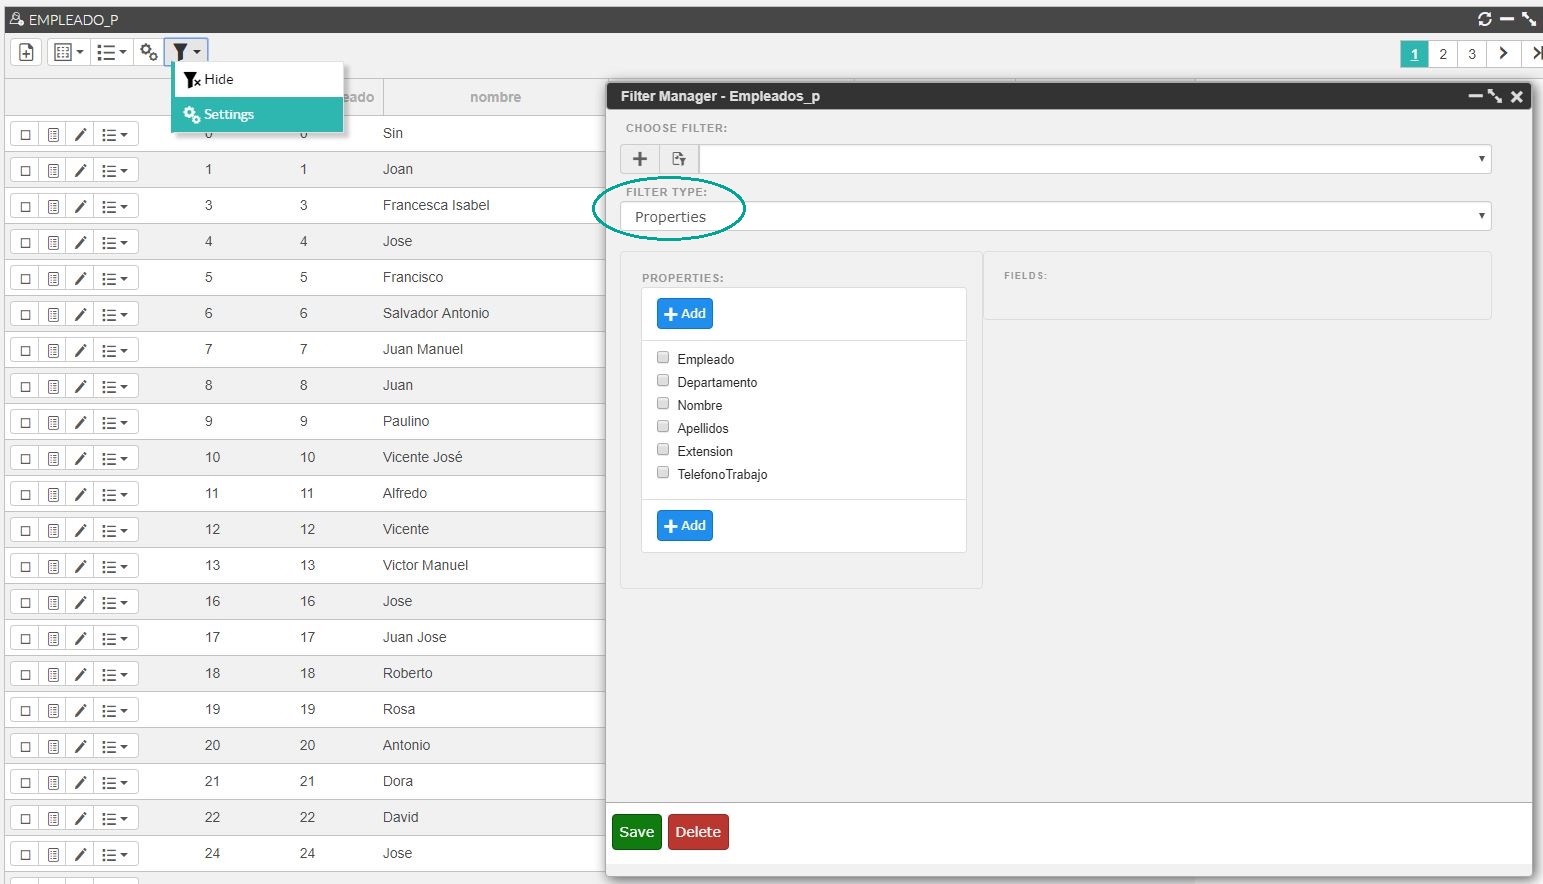 EMPLEADO_P
1 2 3
Hide
Settings
eado nombre
0 0 Sin
1 1 Joan
3 3 Francesca Isabel
4 4 Jose
5 5 Francisco
6 6 Salvador Antonio
7 7 Juan Manuel
8 8 Juan
9 9 Paulino
10 10 Vicente José
11 11 Alfredo
12 12 Vicente
13 13 Victor Manuel
16 16 Jose
17 17 Juan Jose
18 18 Roberto
19 19 Rosa
20 20 Antonio
21 21 Dora
22 22 David
24 24 Jose
Filter Manager - Empleados_p
CHOOSE FILTER:
FILTER TYPE:
Properties
PROPERTIES:
Add
Empleado
Departamento
Nombre
Apellidos
Extension
TelefonoTrabajo
Add
FIELDS:
Save Delete